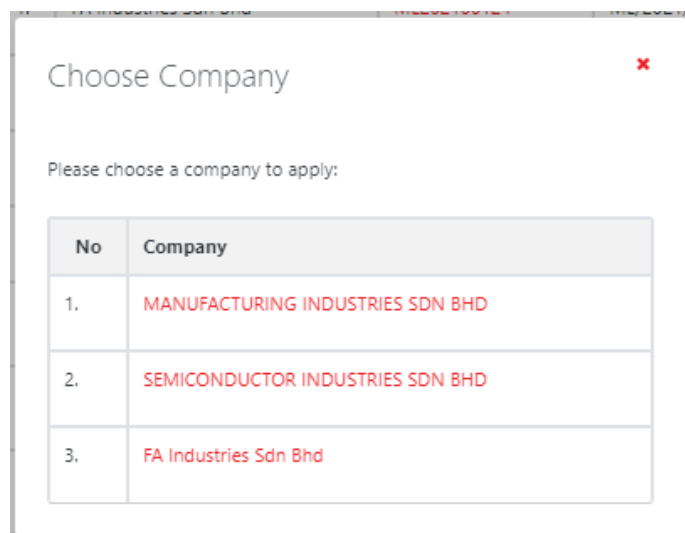 Choose Company
Please choose a company to apply:
No Company
1. MANUFACTURING INDUSTRIES SDN BHD
2. SEMICONDUCTOR INDUSTRIES SDN BHD
3. FA Industries Sdn Bhd